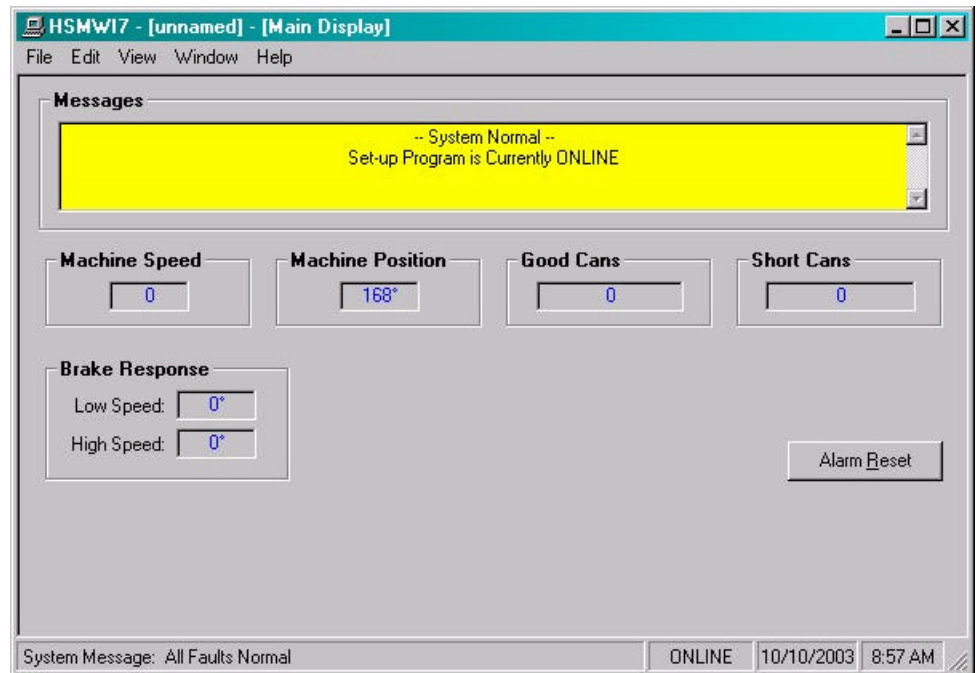 HSMWI7 - [unnamed] - [Main Display]
File Edit View Window Help
Messages
-- System Normal --
Set-up Program is Currently ONLINE
Machine Speed
0
Machine Position
168°
Good Cans
0
Short Cans
0
Brake Response
Low Speed: 0°
High Speed: 0°
Alarm Reset
System Message: All Faults Normal ONLINE 10/10/2003 8:57 AM